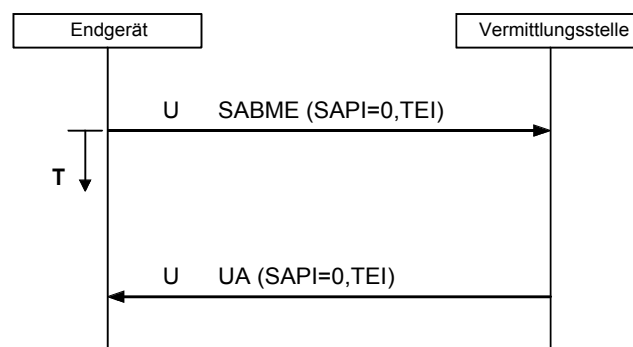 Endgerät
Vermittlungsstelle
U SABME (SAPI=0,TEI)
T
U UA (SAPI=0,TEI)